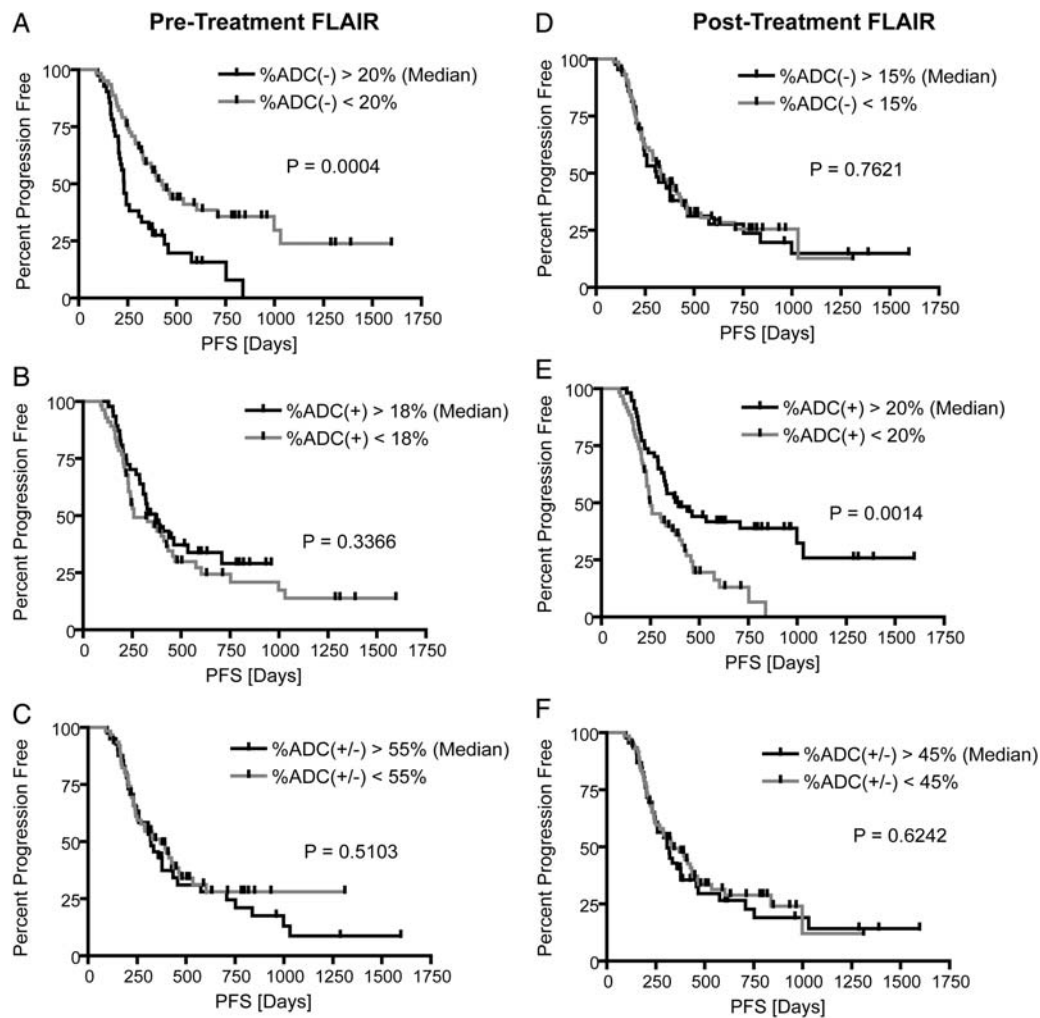 Pre-Treatment FLAIR
A
Percent Progression Free
100
75
50
25
0
%ADC(-) > 20% (Median)
%ADC(-) < 20%
P = 0.0004
0 250 500 750 1000 1250 1500 1750
PFS [Days]
B
Percent Progression Free
100
75
50
25
0
%ADC(+) > 18% (Median)
%ADC(+) < 18%
P = 0.3366
0 250 500 750 1000 1250 1500 1750
PFS [Days]
C
Percent Progression Free
100
75
50
25
0
%ADC(+/-) > 55% (Median)
%ADC(+/-) < 55%
P = 0.5103
0 250 500 750 1000 1250 1500 1750
PFS [Days]
Post-Treatment FLAIR
D
Percent Progression Free
100
75
50
25
0
%ADC(-) > 15% (Median)
%ADC(-) < 15%
P = 0.7621
0 250 500 750 1000 1250 1500 1750
PFS [Days]
E
Percent Progression Free
100
75
50
25
0
%ADC(+) > 20% (Median)
%ADC(+) < 20%
P = 0.0014
0 250 500 750 1000 1250 1500 1750
PFS [Days]
F
Percent Progression Free
100
75
50
25
0
%ADC(+/-) > 45% (Median)
%ADC(+/-) < 45%
P = 0.6242
0 250 500 750 1000 1250 1500 1750
PFS [Days]